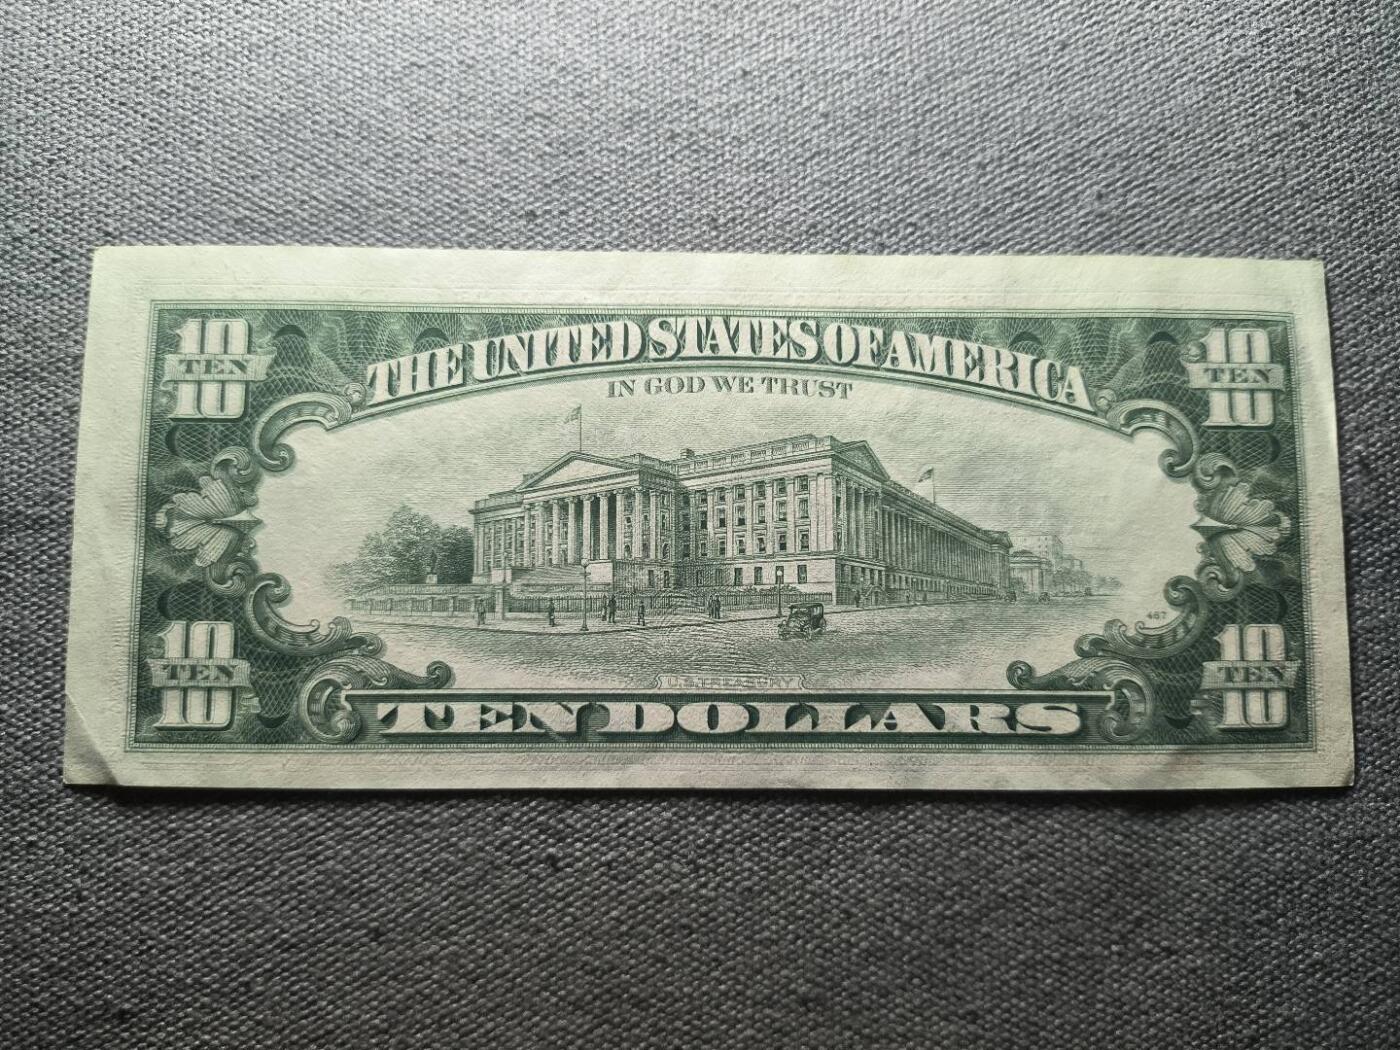 10 TEN 10
THE UNITED STATES OF AMERICA
10 TEN 10
IN GOD WE TRUST
467
10 TEN 10
U.S. TREASURY
10 TEN 10
TEN DOLLARS